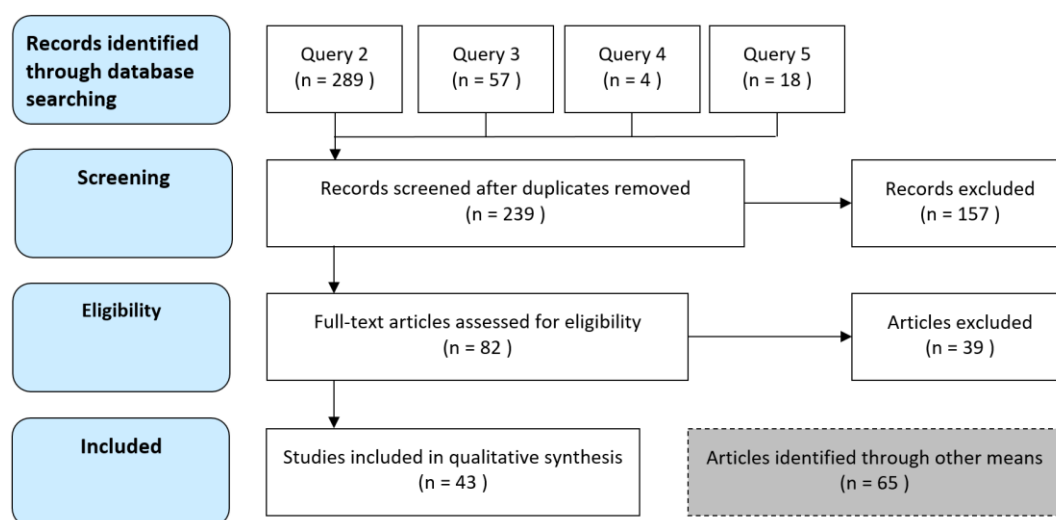 Records identified
through database
searching
Query 2
(n = 289 )
Query 3
(n = 57 )
Query 4
(n = 4 )
Query 5
(n = 18 )
Screening
Records screened after duplicates removed
(n = 239 )
Records excluded
(n = 157 )
Eligibility
Full-text articles assessed for eligibility
(n = 82 )
Articles excluded
(n = 39 )
Included
Studies included in qualitative synthesis
(n = 43 )
Articles identified through other means
(n = 65 )